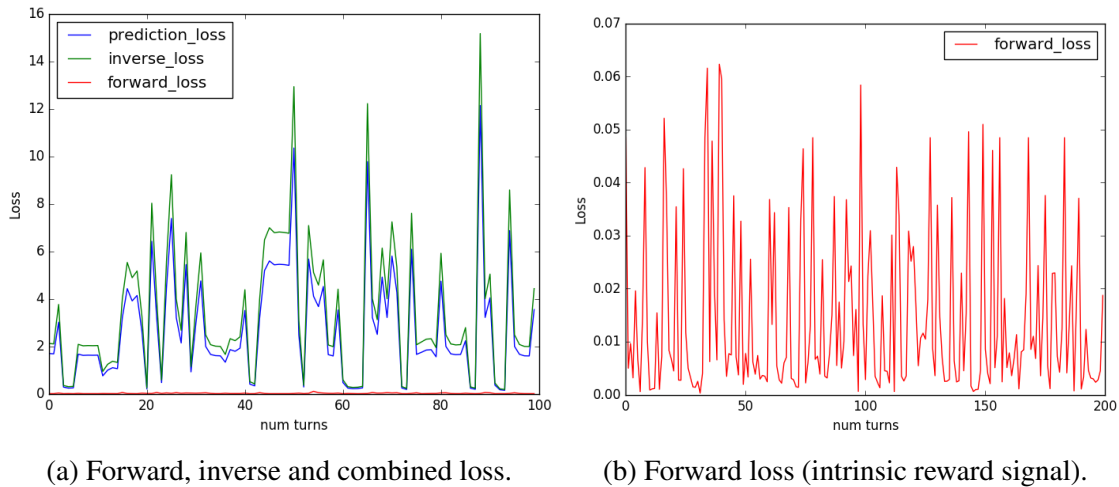 16
14
12
10
8
6
4
2
0
Loss
prediction_loss
inverse_loss
forward_loss
0 20 40 60 80 100
num turns
(a) Forward, inverse and combined loss.
0.07
0.06
0.05
0.04
0.03
0.02
0.01
0.00
Loss
forward_loss
0 50 100 150 200
num turns
(b) Forward loss (intrinsic reward signal).